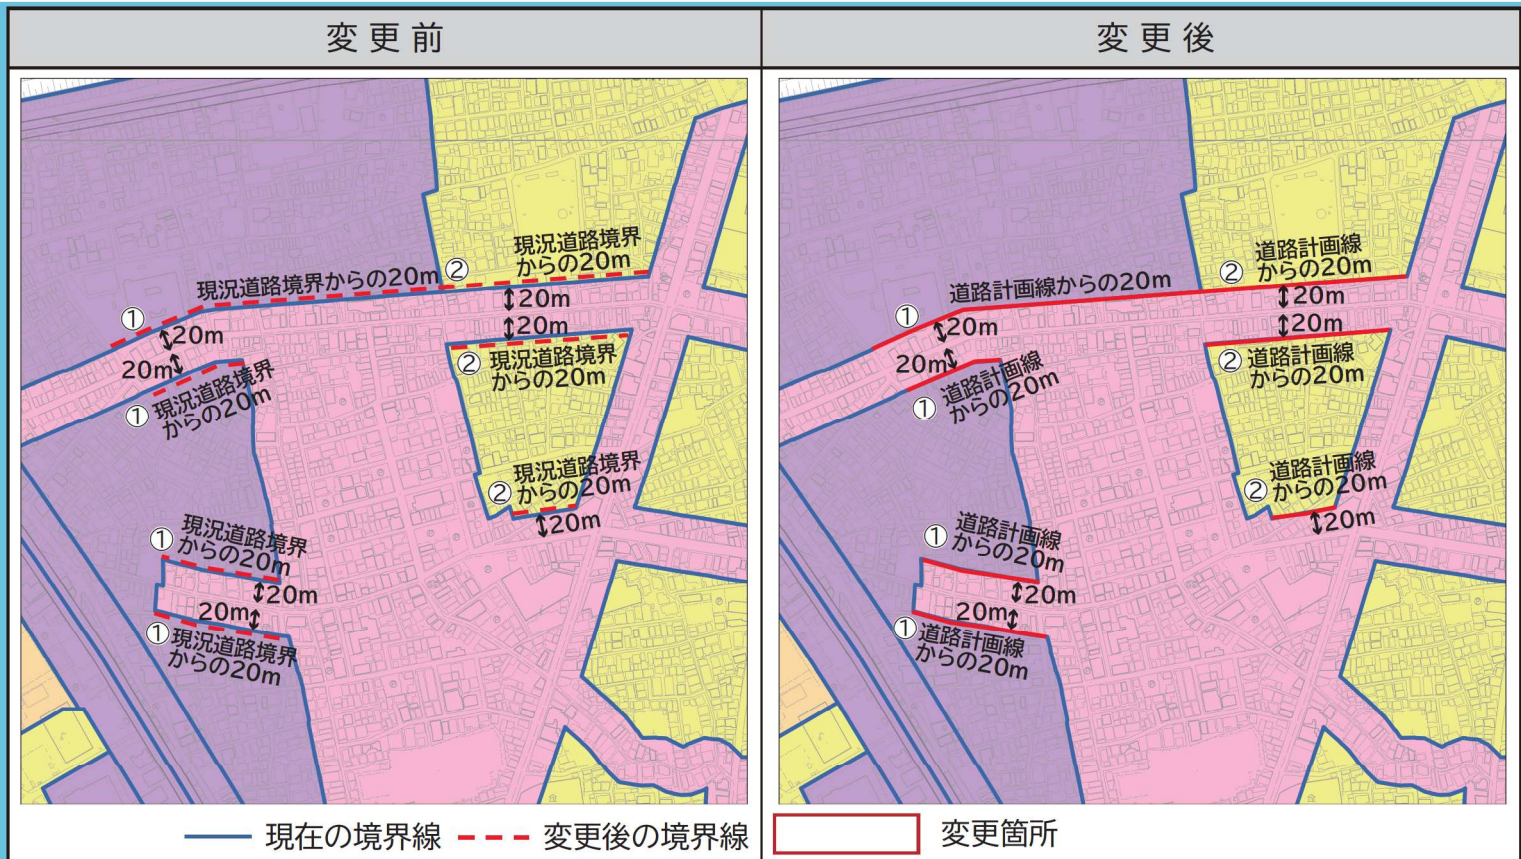 変更前
変更後
現況道路境界
からの20m
②
現況道路境界からの20m
20m
①
20m
20m
20m
②
現況道路境界
からの20m
①
現況道路境界
からの20m
現況道路境界
からの20m
②
20m
①
現況道路境界
からの20m
20m
20m
①
現況道路境界
からの20m
道路計画線
からの20m
②
道路計画線からの20m
20m
①
20m
20m
20m
②
道路計画線
からの20m
①
道路計画線
からの20m
道路計画線
からの20m
②
20m
①
道路計画線
からの20m
20m
20m
①
道路計画線
からの20m
現在の境界線
変更後の境界線
変更箇所